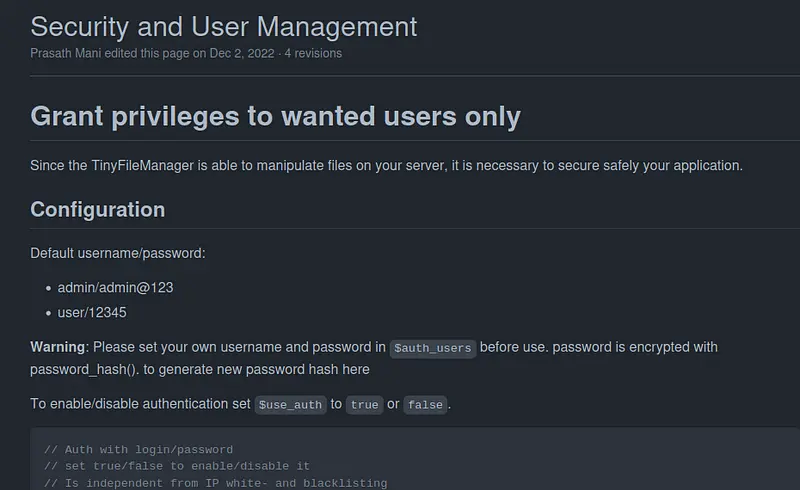 Security and User Management
Prasath Mani edited this page on Dec 2, 2022 · 4 revisions
Grant privileges to wanted users only
Since the TinyFileManager is able to manipulate files on your server, it is necessary to secure safely your application.
Configuration
Default username/password:
• admin/admin@123
• user/12345
Warning: Please set your own username and password in $auth_users before use. password is encrypted with
password_hash(). to generate new password hash here
To enable/disable authentication set $use_auth to true or false.
// Auth with login/password
// set true/false to enable/disable it
// Is independent from IP white- and blacklisting